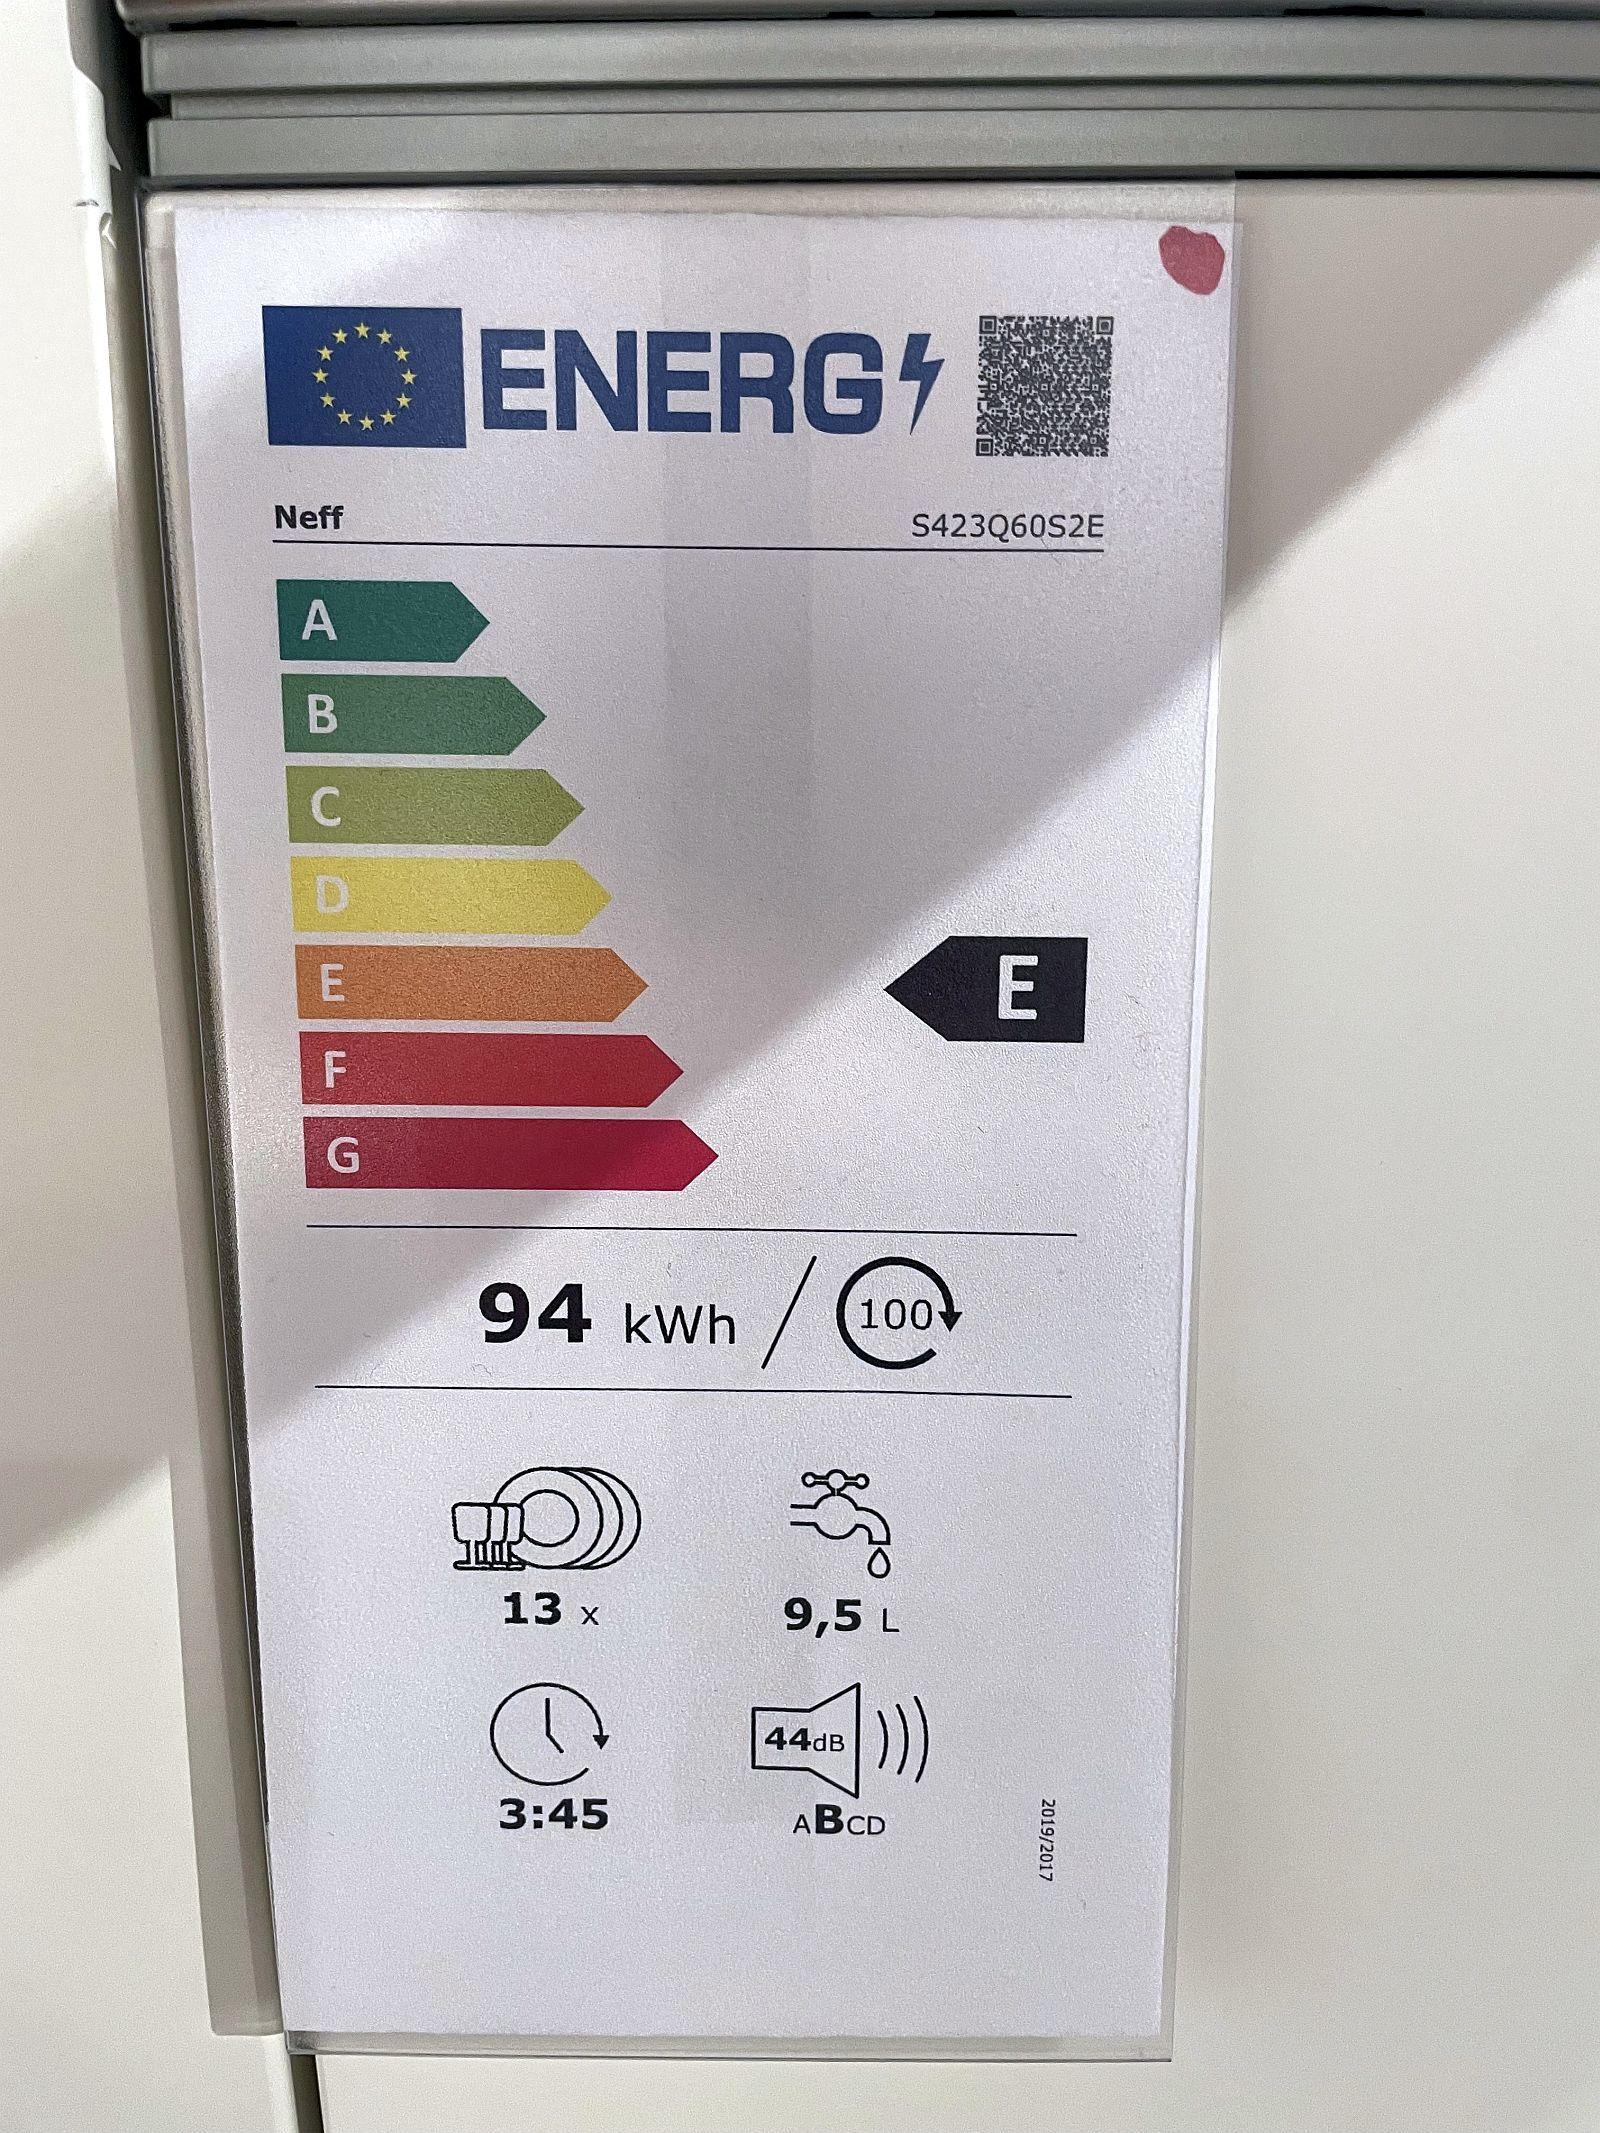 ENERG
Neff S423Q60S2E
A
B
C
D
E
E
F
G
94 kWh / 100
13 x 9,5 L
44dB
3:45 ABCD
2019/2017